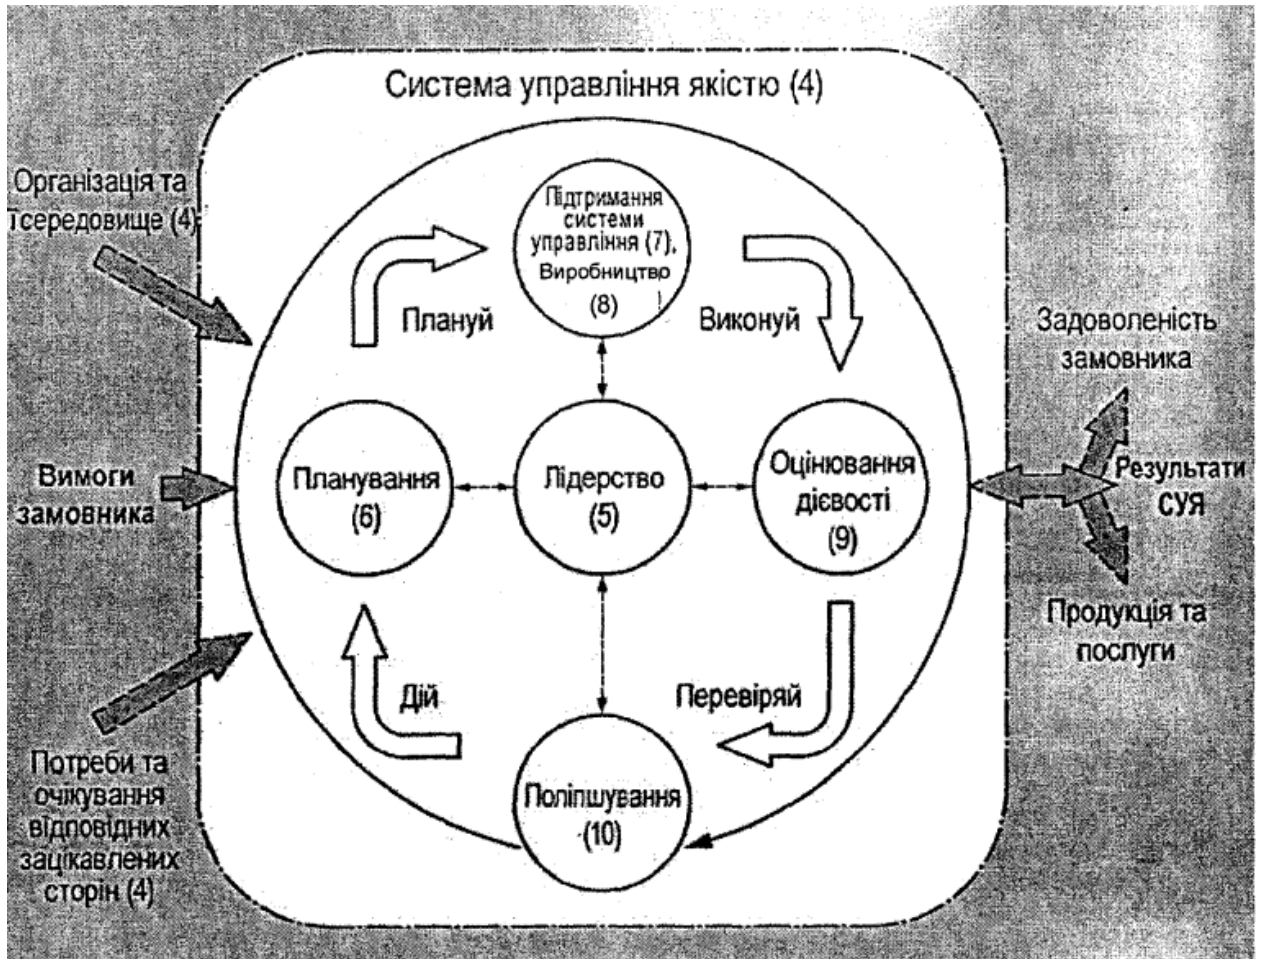 Система управління якістю (4)
Організація та
їсередовище (4)
Підтримання
системи
управління (7),
Виробництво
(8)
Плануй
Виконуй
Задоволеність
замовника
Вимоги
замовника
Планування
(6)
Лідерство
(5)
Оцінювання
дієвості
(9)
Результати
СУЯ
Продукція та
послуги
Дій
Перевіряй
Потреби та
очікування
відповідних
зацікавлених
сторін (4)
Поліпшування
(10)